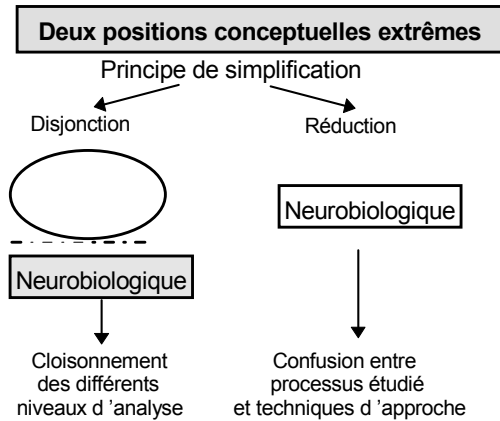 Deux positions conceptuelles extrêmes
Principe de simplification
Disjonction
Réduction
Neurobiologique
Neurobiologique
Cloisonnement
des différents
niveaux d 'analyse
Confusion entre
processus étudié
et techniques d 'approche